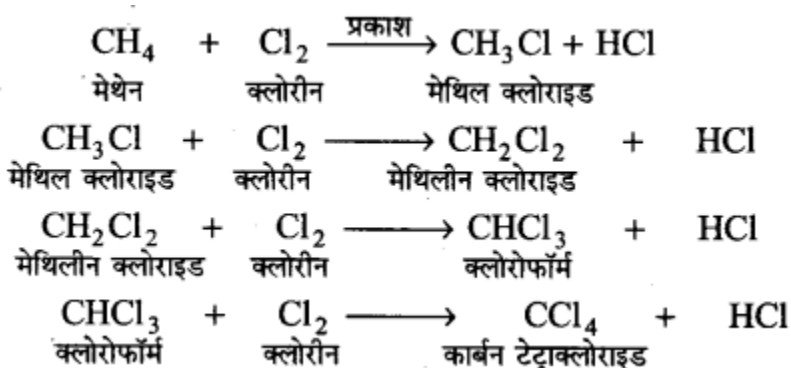 CH₄ + Cl₂ —प्रकाश→ CH₃Cl + HCl
मेथेन क्लोरीन मेथिल क्लोराइड
CH₃Cl + Cl₂ ⟶ CH₂Cl₂ + HCl
मेथिल क्लोराइड क्लोरीन मेथिलीन क्लोराइड
CH₂Cl₂ + Cl₂ ⟶ CHCl₃ + HCl
मेथिलीन क्लोराइड क्लोरीन क्लोरोफॉर्म
CHCl₃ + Cl₂ ⟶ CCl₄ + HCl
क्लोरोफॉर्म क्लोरीन कार्बन टेट्राक्लोराइड